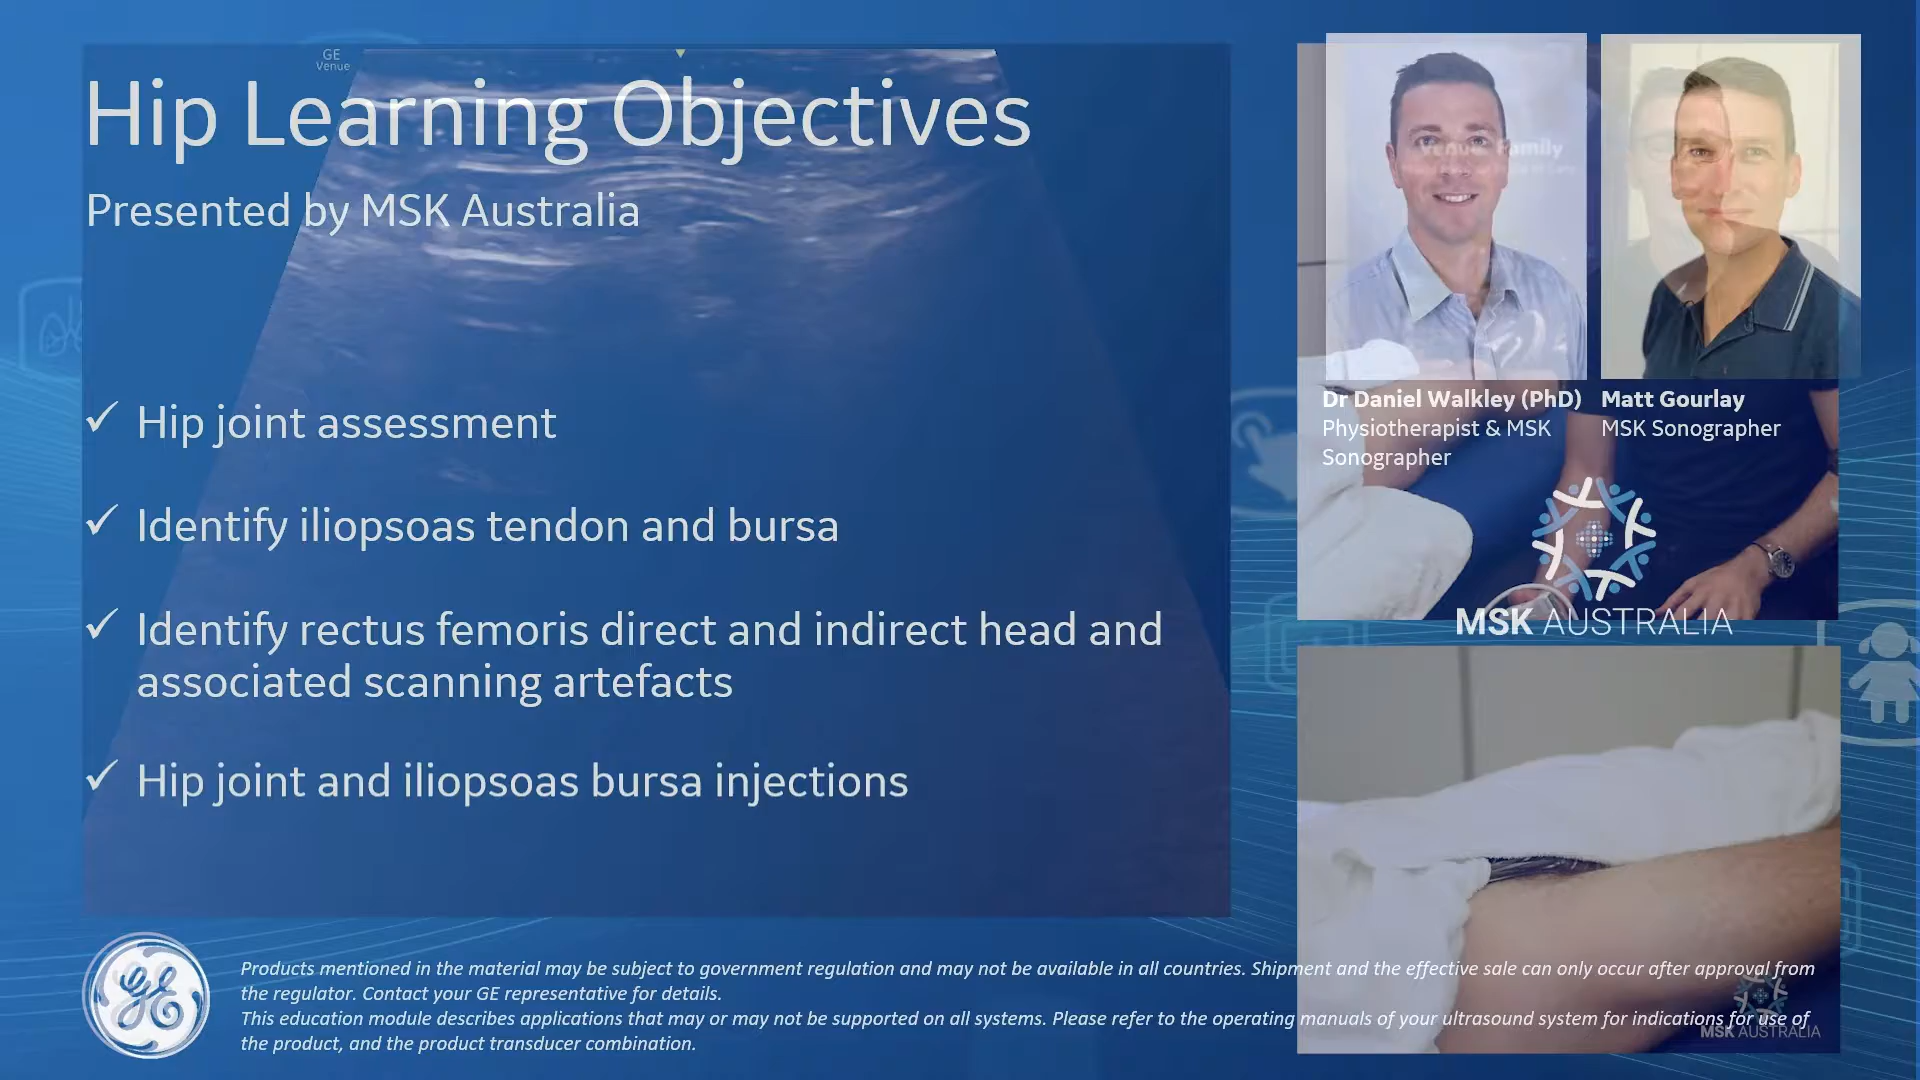 GE
Venue
Hip Learning Objectives
Presented by MSK Australia
Hip joint assessment
Identify iliopsoas tendon and bursa
Identify rectus femoris direct and indirect head and
associated scanning artefacts
Hip joint and iliopsoas bursa injections
Venue Family
Dr Daniel Walkley (PhD)
Physiotherapist & MSK
Sonographer
Matt Gourlay
MSK Sonographer
MSK AUSTRALIA
GE
Products mentioned in the material may be subject to government regulation and may not be available in all countries. Shipment and the effective sale can only occur after approval from
the regulator. Contact your GE representative for details.
This education module describes applications that may or may not be supported on all systems. Please refer to the operating manuals of your ultrasound system for indications for use of
the product, and the product transducer combination.
MSK AUSTRALIA